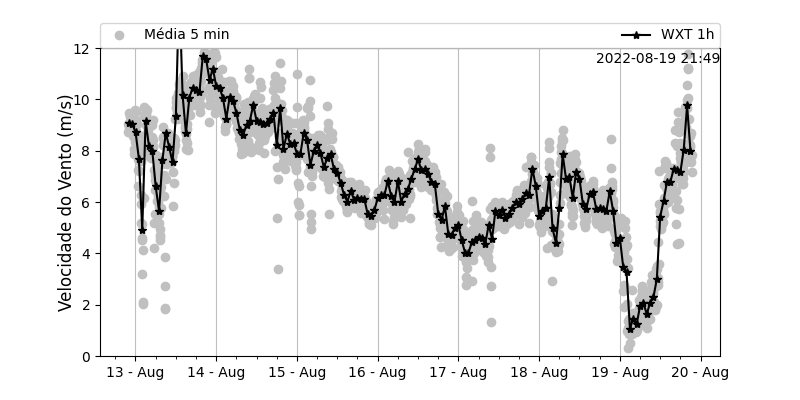 Média 5 min
WXT 1h
2022-08-19 21:49
Velocidade do Vento (m/s)
12
10
8
6
4
2
0
13 - Aug
14 - Aug
15 - Aug
16 - Aug
17 - Aug
18 - Aug
19 - Aug
20 - Aug